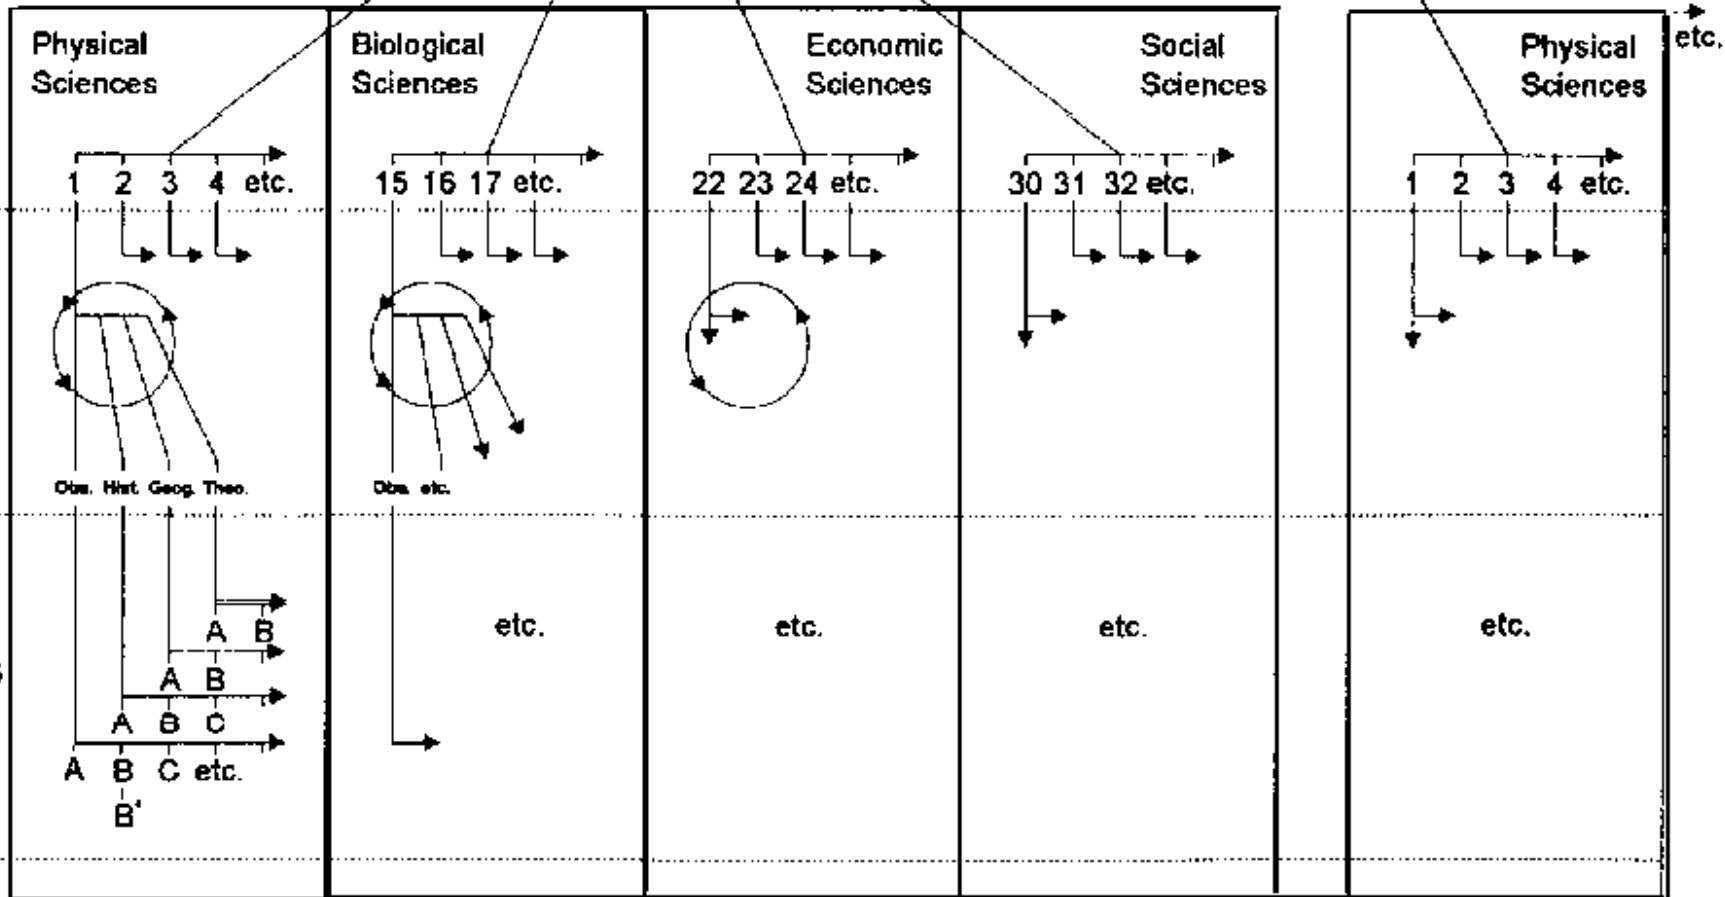 Physical
Sciences
Biological
Sciences
Economic
Sciences
Social
Sciences
Physical
Sciences
etc.
1 2 3 4 etc.
15 16 17 etc.
22 23 24 etc.
30 31 32 etc.
1 2 3 4 etc.
Obs. Hist. Geog. Theo.
Obs. etc.
A B
A B
A B C
A B C etc.
B'
etc.
etc.
etc.
etc.